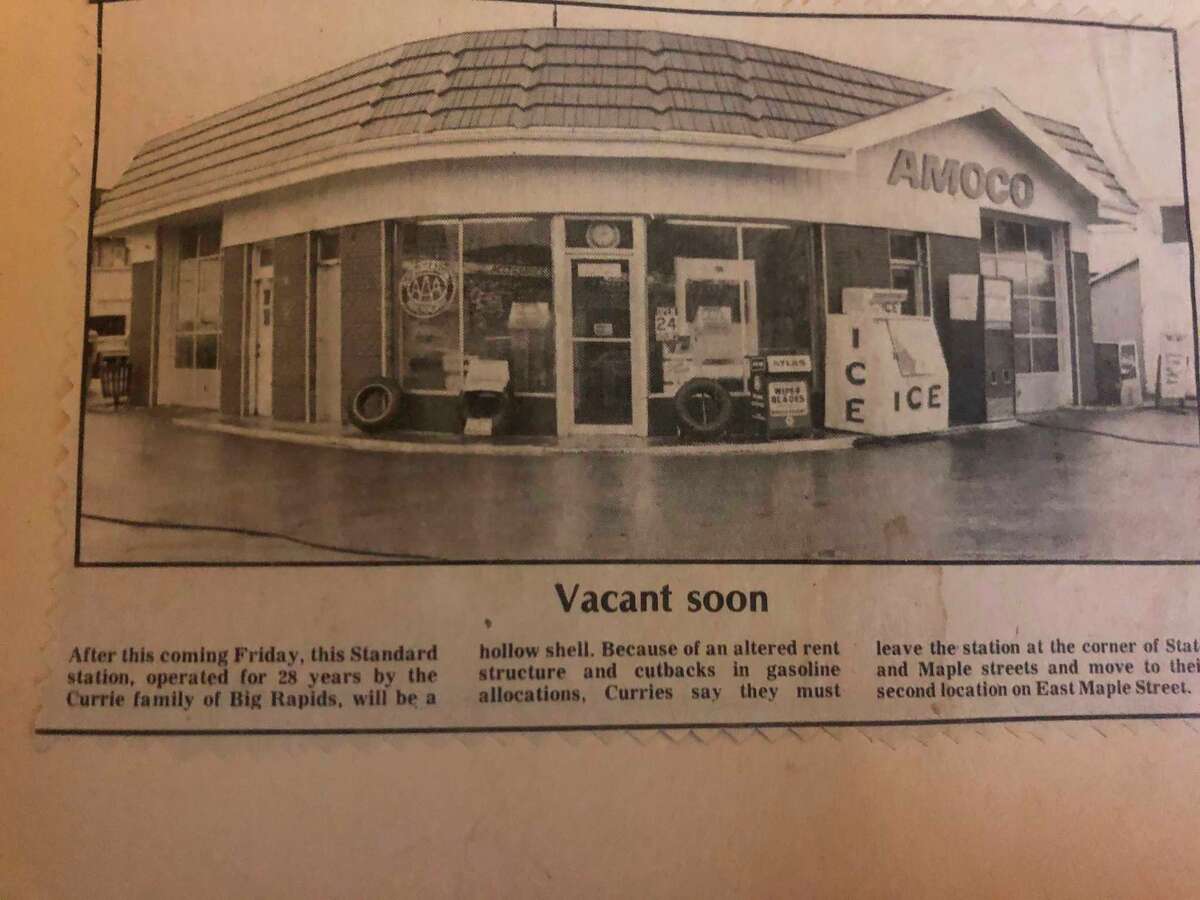 AMOCO
AAA
24
WIPER
BLADES
ICE
ICE
ICE
Vacant soon
After this coming Friday, this Standard
station, operated for 28 years by the
Currie family of Big Rapids, will be a
hollow shell. Because of an altered rent
structure and cutbacks in gasoline
allocations, Curries say they must
leave the station at the corner of Stat
and Maple streets and move to thei
second location on East Maple Street.